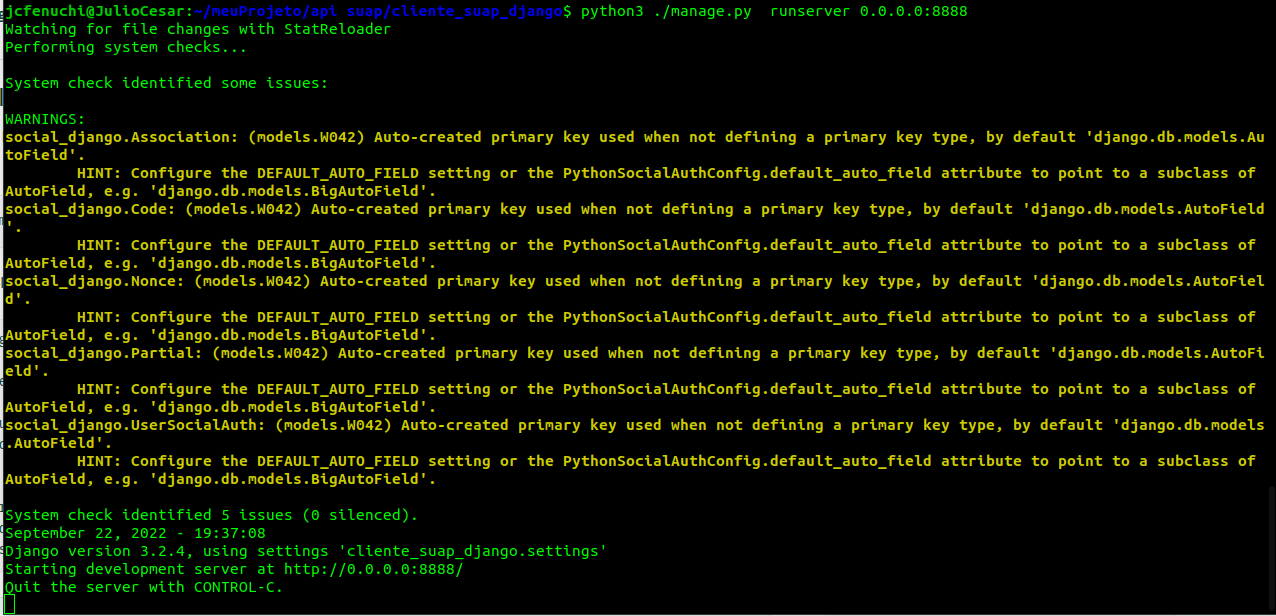 jcfenuchi@JulioCesar:~/meuProjeto/api_suap/cliente_suap_django$ python3 ./manage.py  runserver 0.0.0.0:8888
Watching for file changes with StatReloader
Performing system checks...
System check identified some issues:
WARNINGS:
social_django.Association: (models.W042) Auto-created primary key used when not defining a primary key type, by default 'django.db.models.Au
toField'.
        HINT: Configure the DEFAULT_AUTO_FIELD setting or the PythonSocialAuthConfig.default_auto_field attribute to point to a subclass of
AutoField, e.g. 'django.db.models.BigAutoField'.
social_django.Code: (models.W042) Auto-created primary key used when not defining a primary key type, by default 'django.db.models.AutoField
'.
        HINT: Configure the DEFAULT_AUTO_FIELD setting or the PythonSocialAuthConfig.default_auto_field attribute to point to a subclass of
AutoField, e.g. 'django.db.models.BigAutoField'.
social_django.Nonce: (models.W042) Auto-created primary key used when not defining a primary key type, by default 'django.db.models.AutoFiel
d'.
        HINT: Configure the DEFAULT_AUTO_FIELD setting or the PythonSocialAuthConfig.default_auto_field attribute to point to a subclass of
AutoField, e.g. 'django.db.models.BigAutoField'.
social_django.Partial: (models.W042) Auto-created primary key used when not defining a primary key type, by default 'django.db.models.AutoFi
eld'.
        HINT: Configure the DEFAULT_AUTO_FIELD setting or the PythonSocialAuthConfig.default_auto_field attribute to point to a subclass of
AutoField, e.g. 'django.db.models.BigAutoField'.
social_django.UserSocialAuth: (models.W042) Auto-created primary key used when not defining a primary key type, by default 'django.db.models
.AutoField'.
        HINT: Configure the DEFAULT_AUTO_FIELD setting or the PythonSocialAuthConfig.default_auto_field attribute to point to a subclass of
AutoField, e.g. 'django.db.models.BigAutoField'.
System check identified 5 issues (0 silenced).
September 22, 2022 - 19:37:08
Django version 3.2.4, using settings 'cliente_suap_django.settings'
Starting development server at http://0.0.0.0:8888/
Quit the server with CONTROL-C.